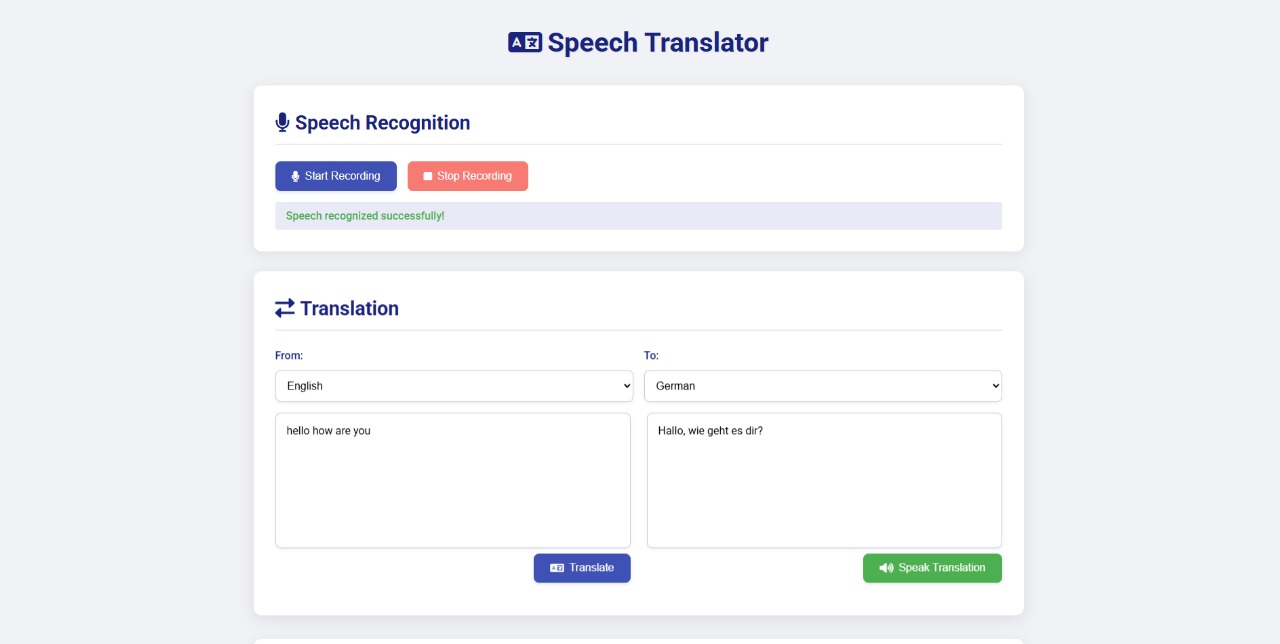 Speech Translator
Speech Recognition
Start Recording
Stop Recording
Speech recognized successfully!
Translation
From:
To:
English
German
hello how are you
Hallo, wie geht es dir?
Translate
Speak Translation